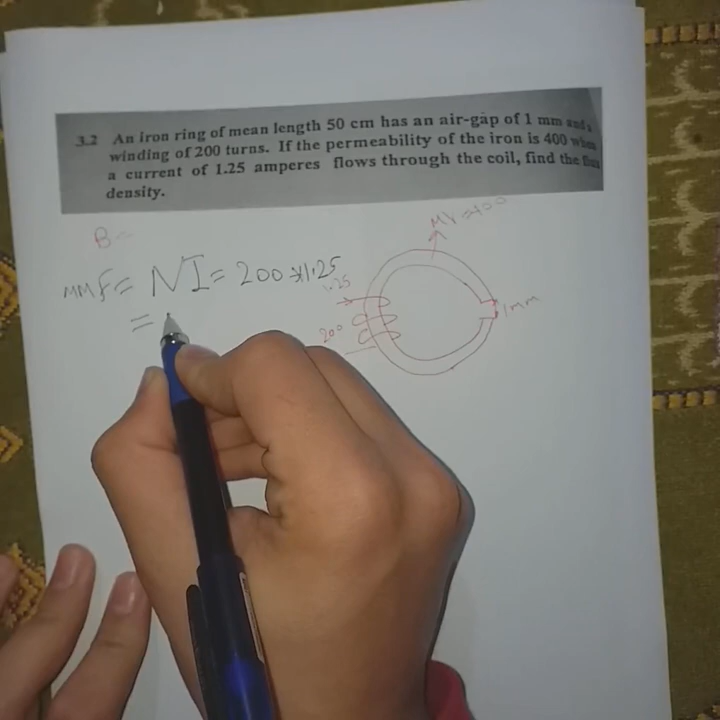 3.2 An iron ring of mean length 50 cm has an air-gap of 1 mm and a
winding of 200 turns. If the permeability of the iron is 400 when
a current of 1.25 amperes flows through the coil, find the flux
density.
B=
MMF = NI = 200*1.25
=
1.25
200
1mm